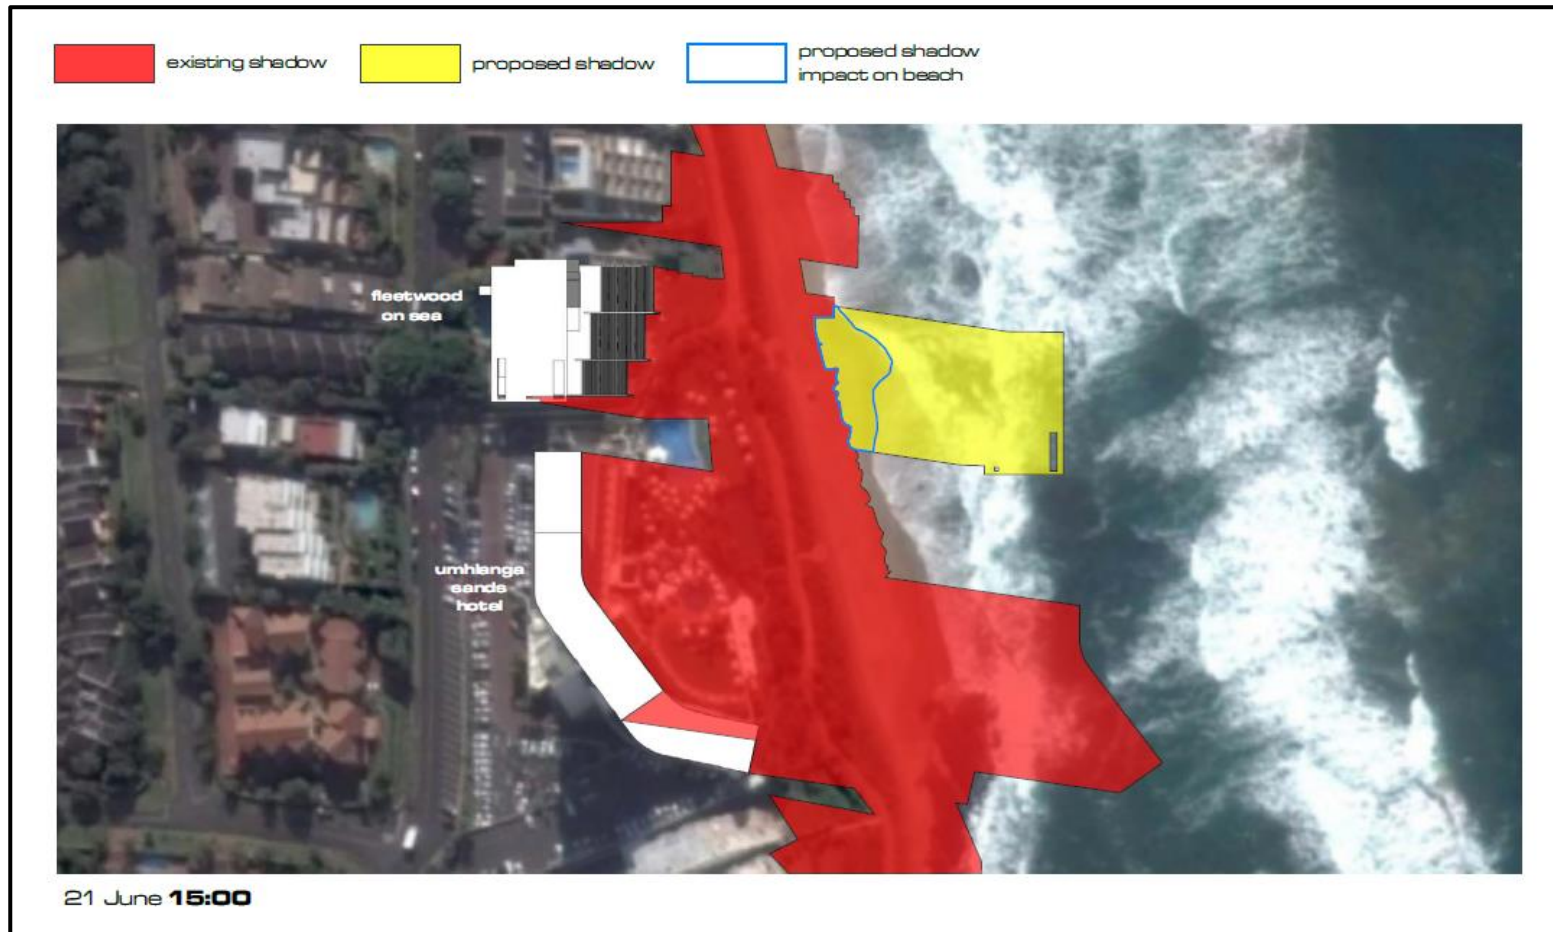 existing shadow
proposed shadow
proposed shadow
impact on beach
fleetwood
on sea
umhlanga
sands
hotel
21 June 15:00